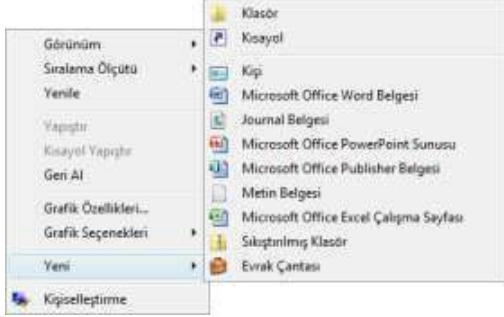 Görünüm
Sıralama Ölçütü
Yenile
Yapıştır
Kısayol Yapıştır
Geri Al
Grafik Özellikleri...
Grafik Seçenekleri
Yeni
Kişiselleştirme
Klasör
Kısayol
Kişi
Microsoft Office Word Belgesi
Journal Belgesi
Microsoft Office PowerPoint Sunusu
Microsoft Office Publisher Belgesi
Metin Belgesi
Microsoft Office Excel Çalışma Sayfası
Sıkıştırılmış Klasör
Evrak Çantası